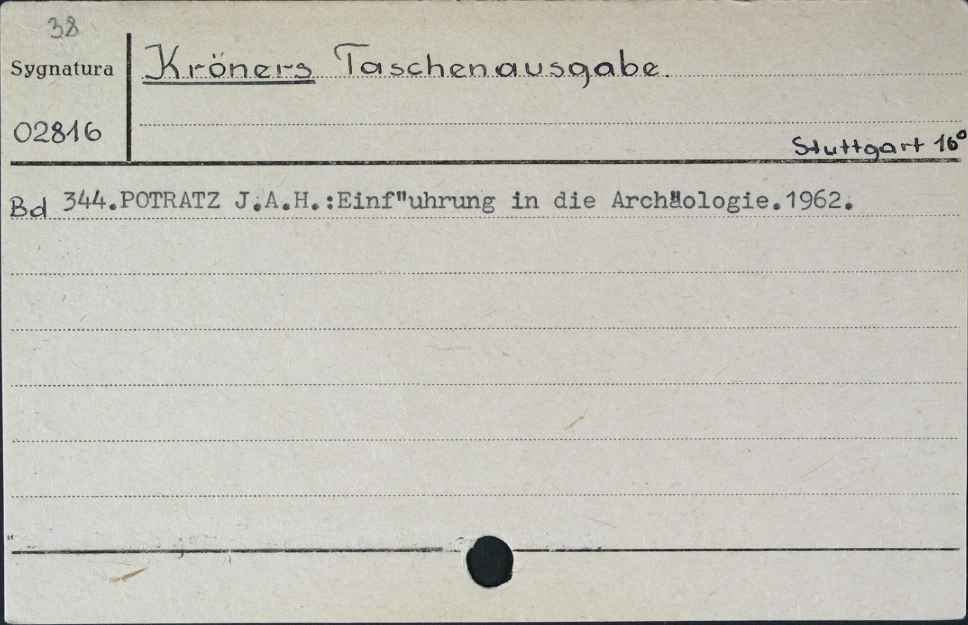 38
Sygnatura
Kröners Taschenausgabe.
02816
Stuttgart 16°
Bd 344.POTRATZ J.A.H.:Einf"uhrung in die Archäologie.1962.